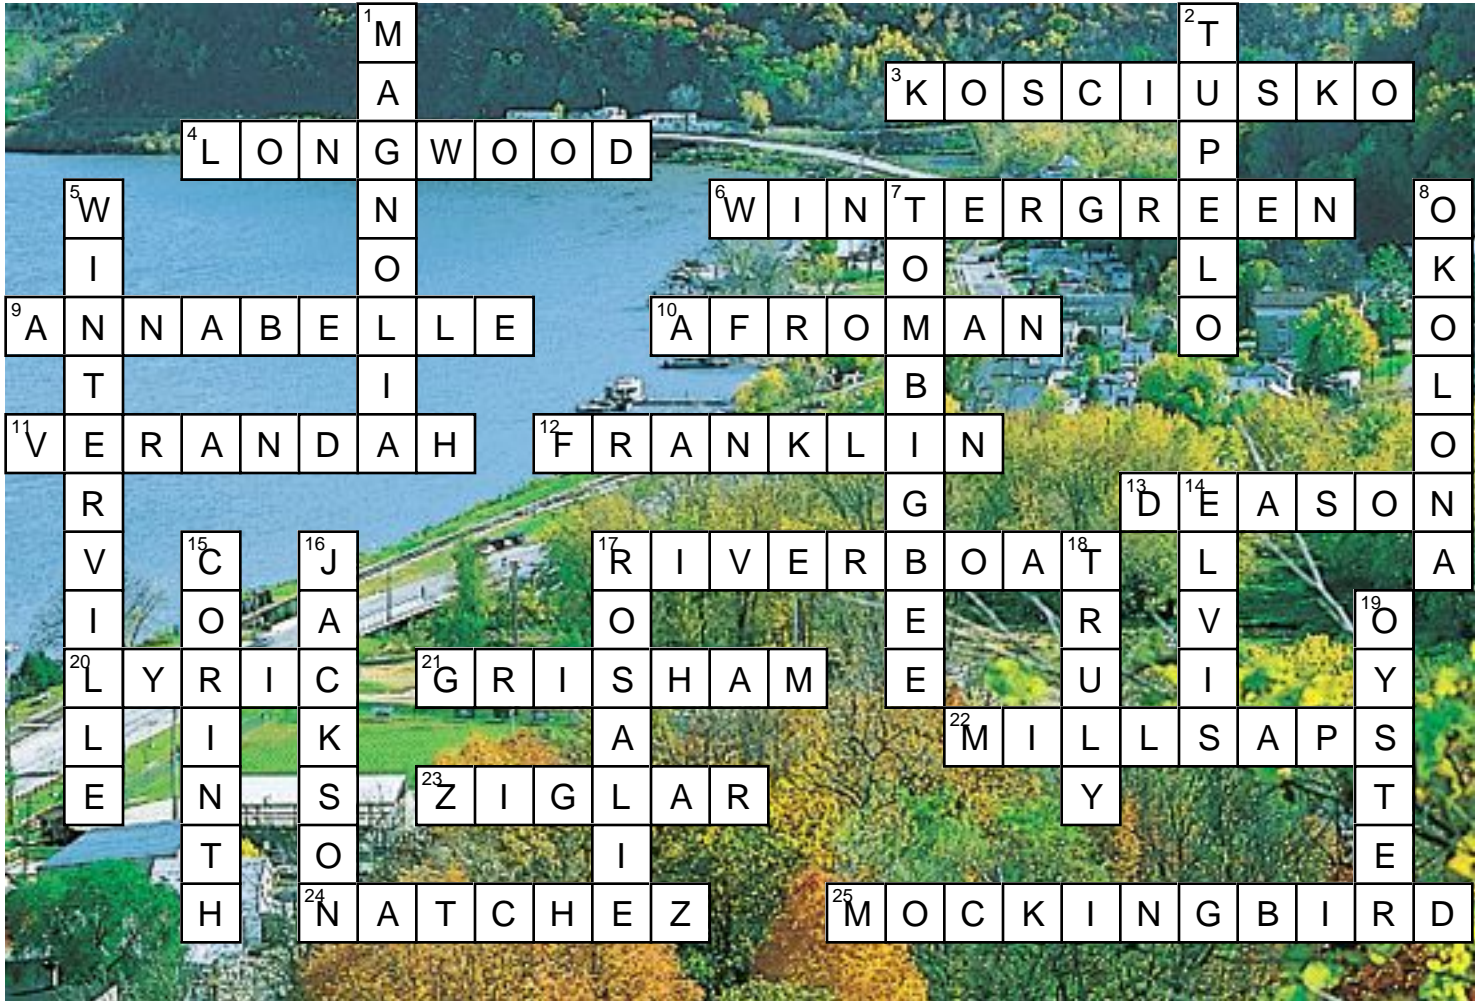 1 MAGNOLIA
2 TUPELO
3 KOSCIUSKO
4 LONGWOOD
5 WINTERVILLE
6 WINTERGREEN
7 TOMBIGBEE
8 OKOLONA
9 ANNABELLE
10 AFROMAN
11 VERANDAH
12 FRANKLIN
13 DEASON
14 ELVIS
15 CORINTH
16 JACKSON
17 RIVERBOAT
ROSALIE
18 TRULY
19 OYSTER
20 LYRIC
21 GRISHAM
22 MILLSAPS
23 ZIGLAR
24 NATCHEZ
25 MOCKINGBIRD